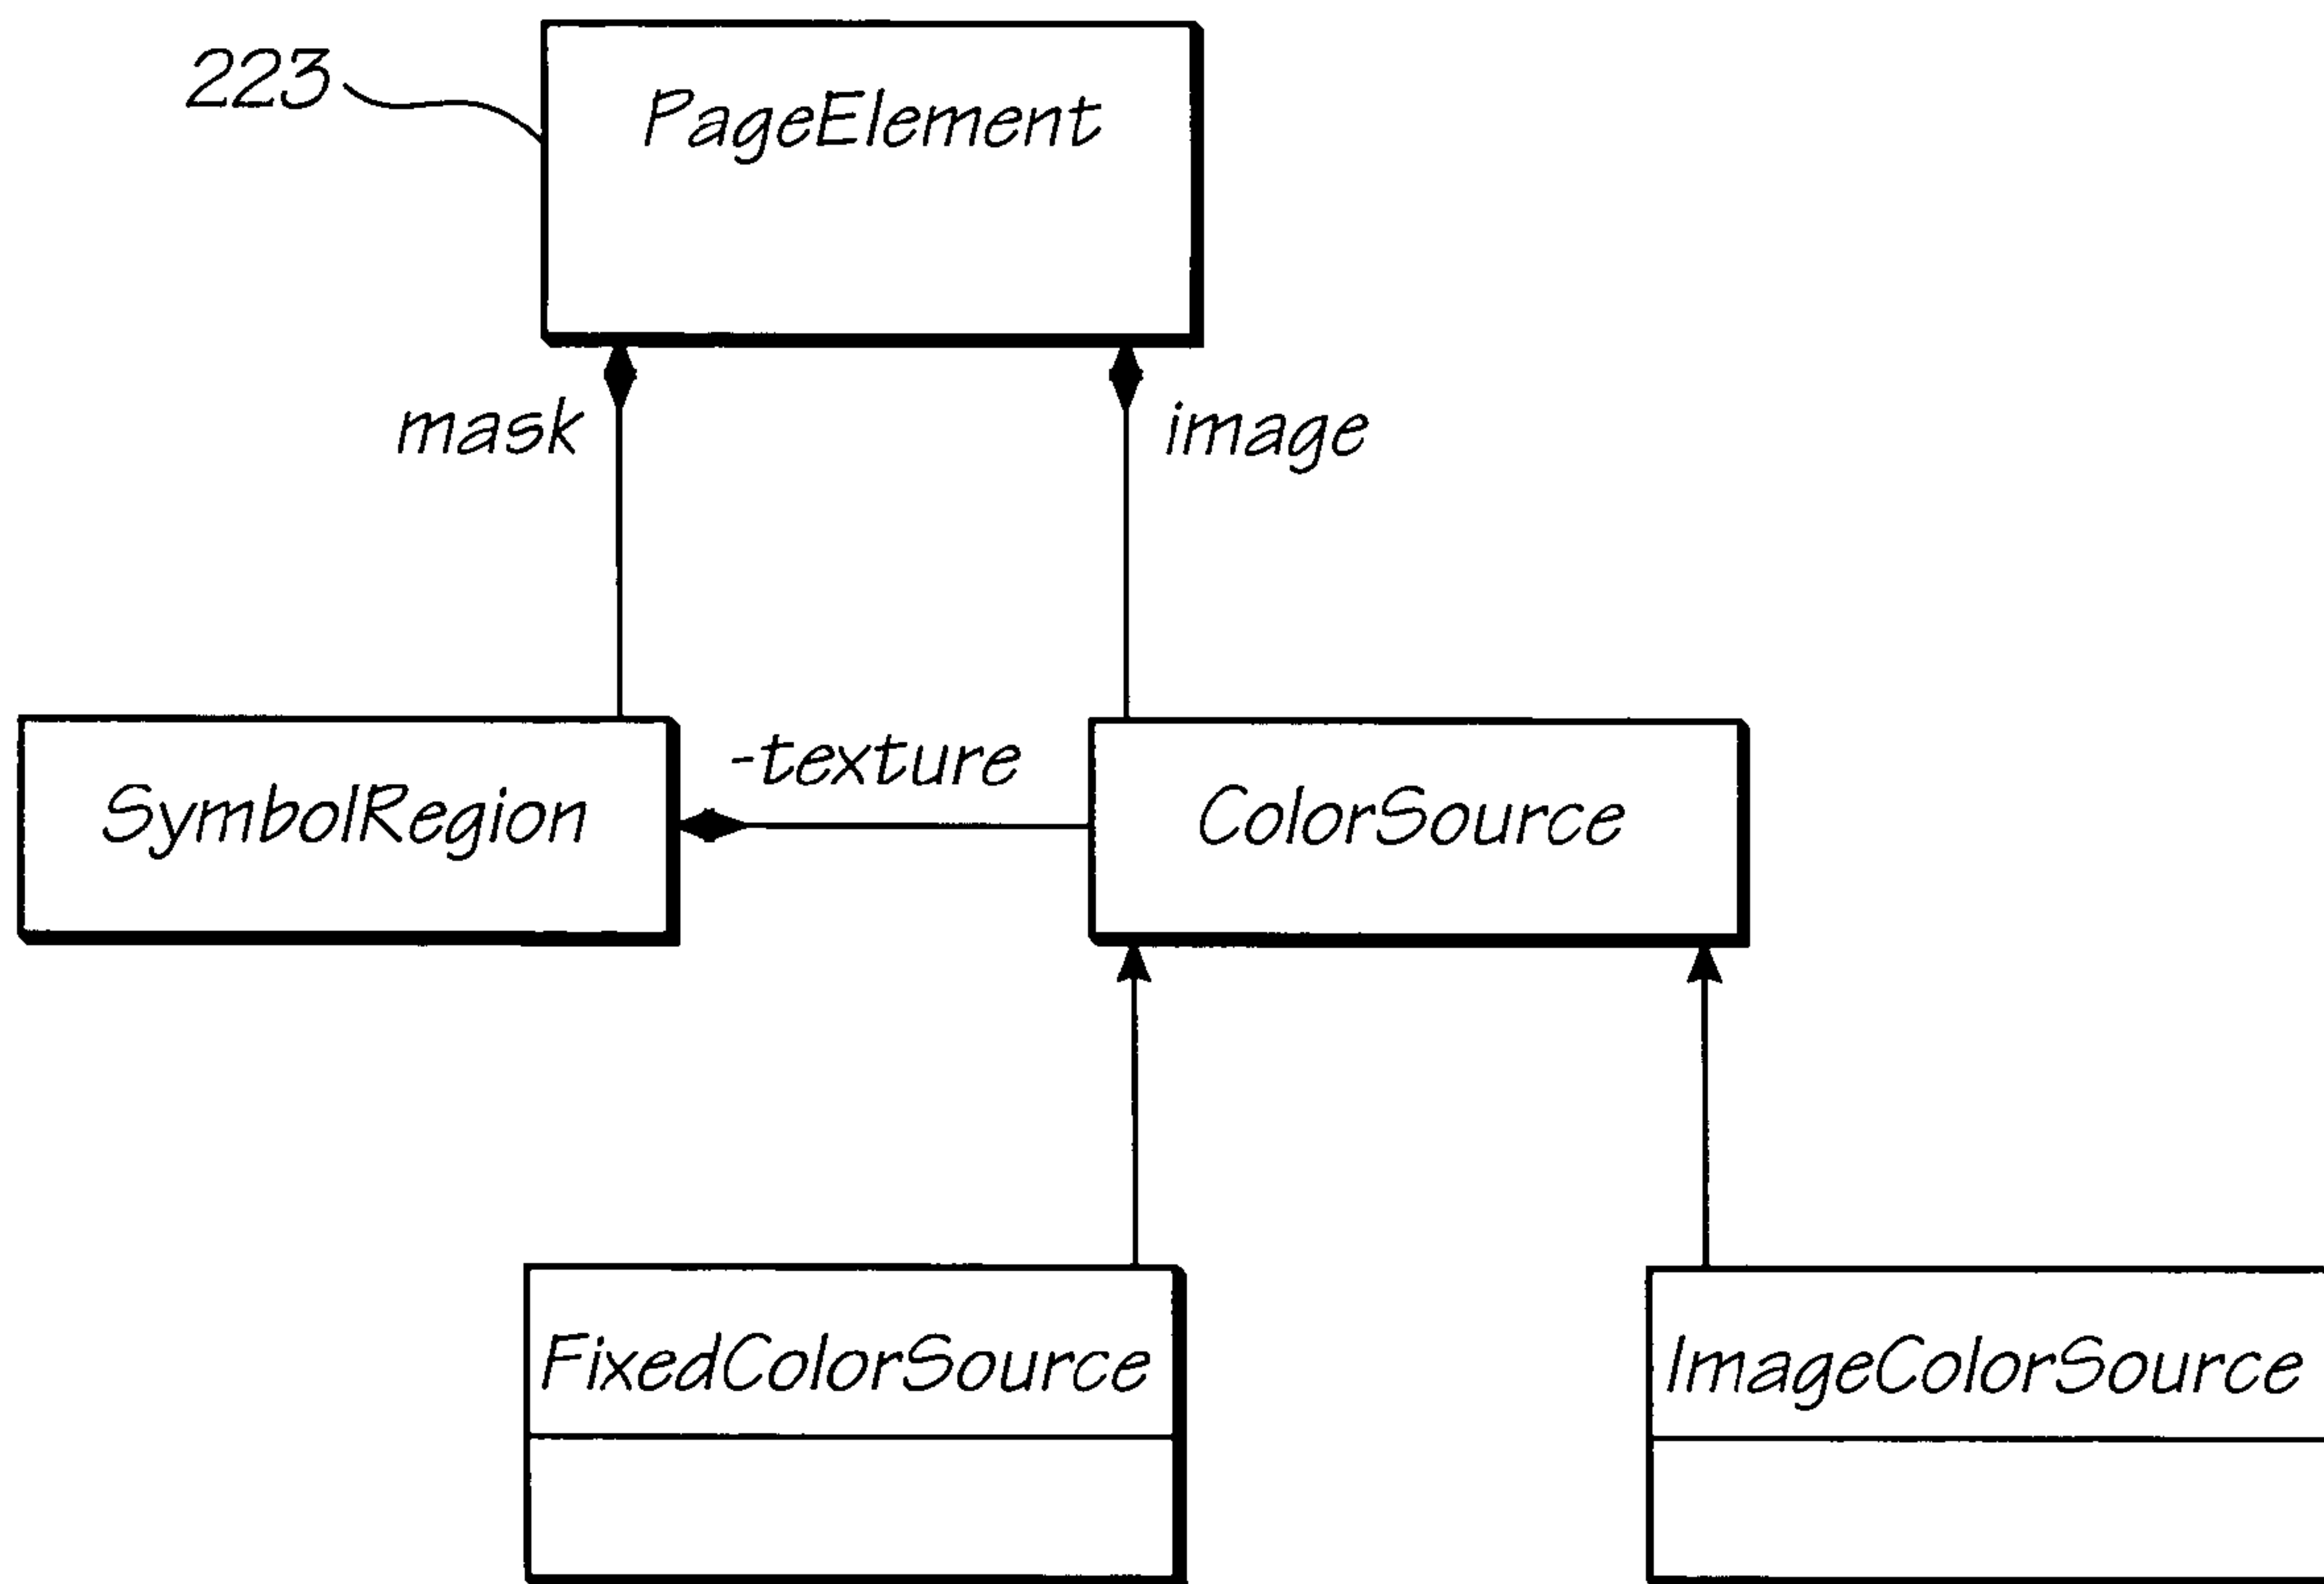 223
PageElement
mask
image
-texture
SymbolRegion
ColorSource
FixedColorSource
ImageColorSource